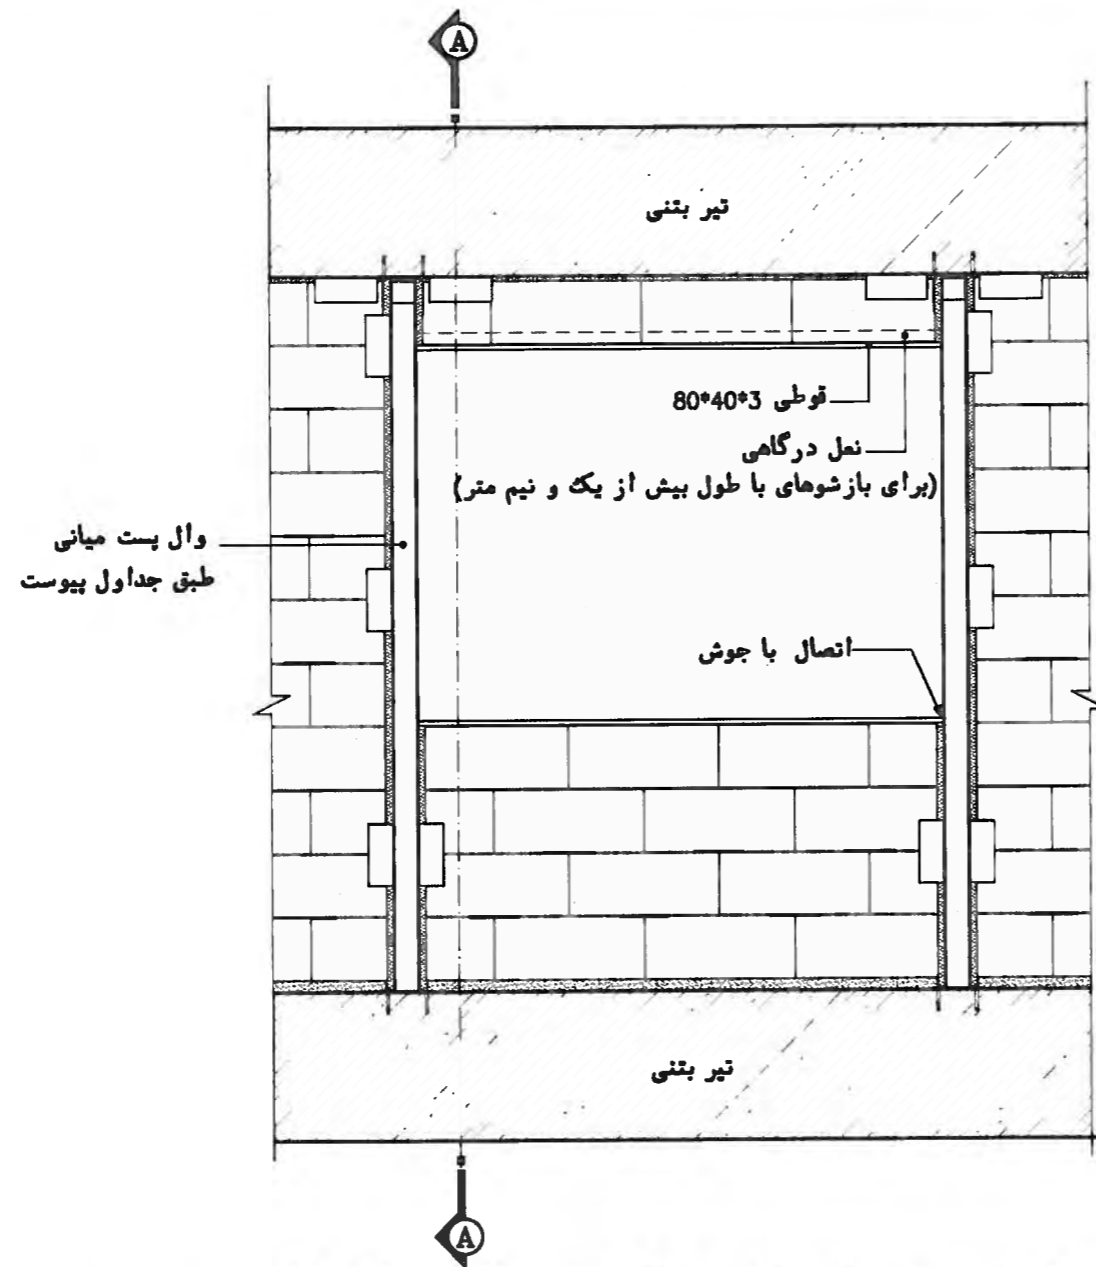 A
تیر بتنی
قوطی 80*40*3
نعل درگاهی
(برای بازشوهای با طول بیش از یک و نیم متر)
وال پست میانی
طبق جداول پیوست
اتصال با جوش
تیر بتنی
A